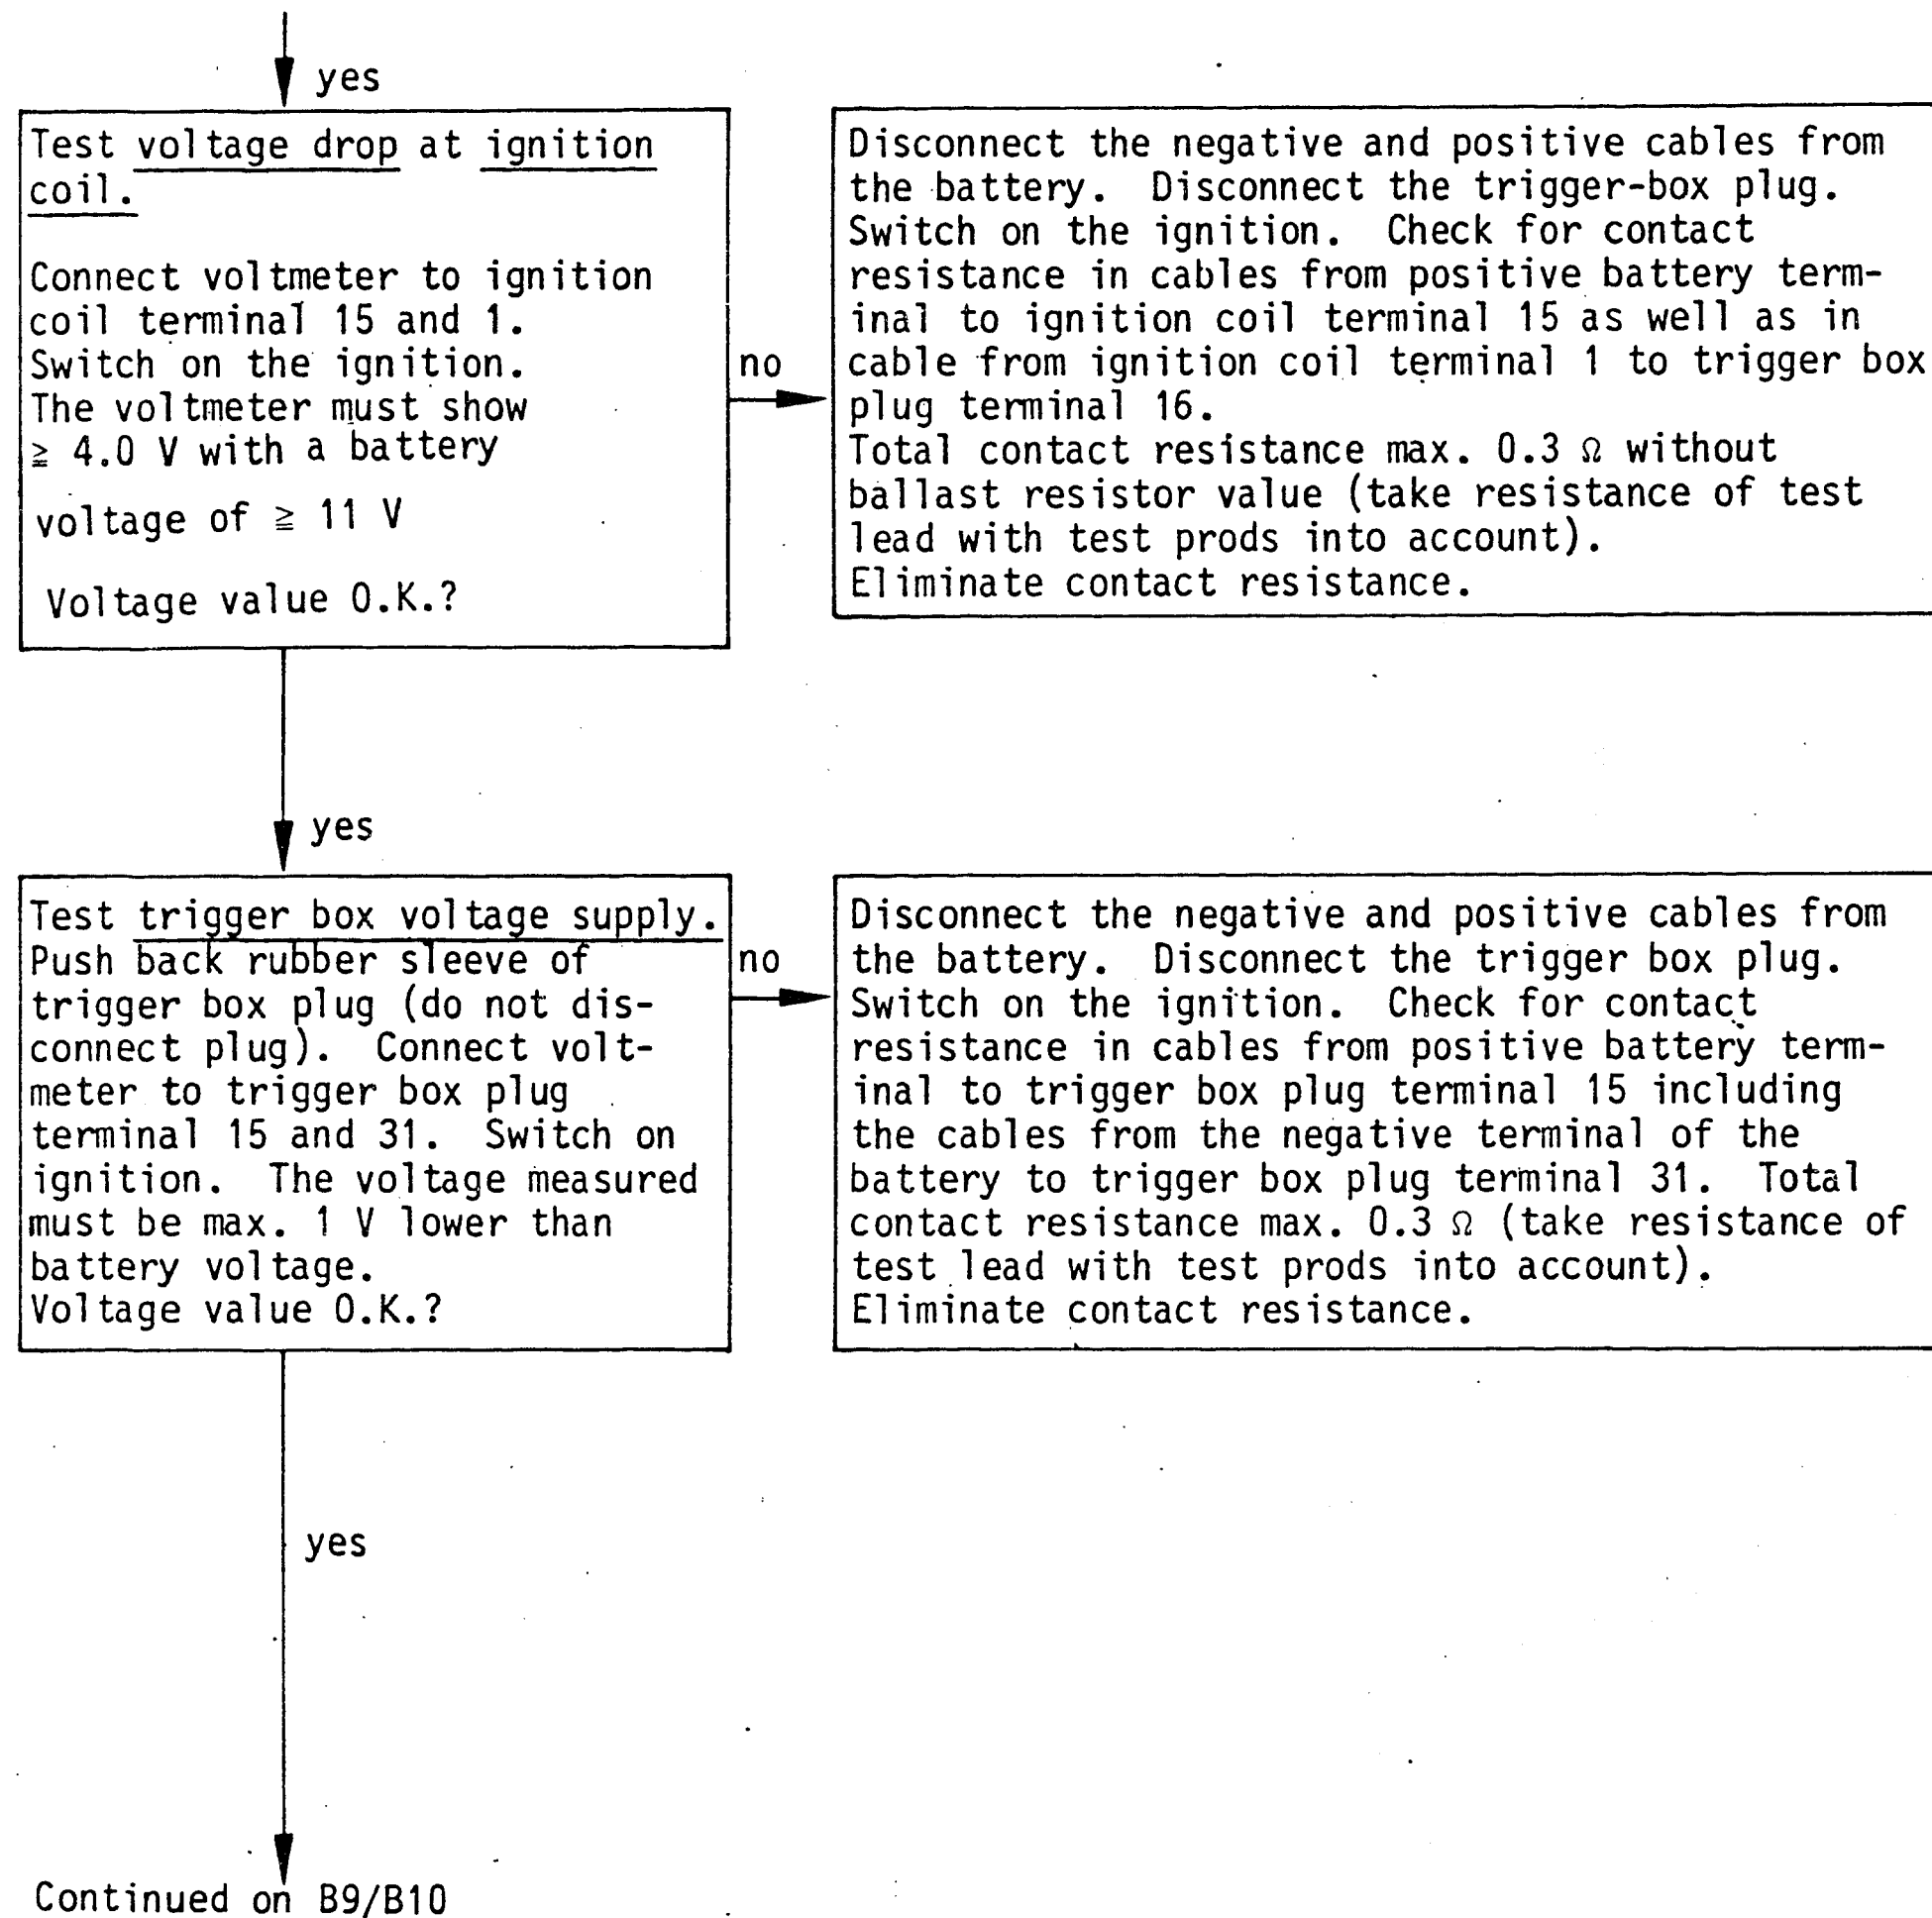 yes
Test voltage drop at ignition
coil.
Connect voltmeter to ignition
coil terminal 15 and 1.
Switch on the ignition.
The voltmeter must show
≧ 4.0 V with a battery
voltage of ≧ 11 V
Voltage value O.K.?
no
Disconnect the negative and positive cables from
the battery. Disconnect the trigger-box plug.
Switch on the ignition. Check for contact
resistance in cables from positive battery term-
inal to ignition coil terminal 15 as well as in
cable from ignition coil terminal 1 to trigger box
plug terminal 16.
Total contact resistance max. 0.3 Ω without
ballast resistor value (take resistance of test
lead with test prods into account).
Eliminate contact resistance.
yes
Test trigger box voltage supply.
Push back rubber sleeve of
trigger box plug (do not dis-
connect plug). Connect volt-
meter to trigger box plug
terminal 15 and 31. Switch on
ignition. The voltage measured
must be max. 1 V lower than
battery voltage.
Voltage value O.K.?
no
Disconnect the negative and positive cables from
the battery. Disconnect the trigger box plug.
Switch on the ignition. Check for contact
resistance in cables from positive battery term-
inal to trigger box plug terminal 15 including
the cables from the negative terminal of the
battery to trigger box plug terminal 31. Total
contact resistance max. 0.3 Ω (take resistance of
test lead with test prods into account).
Eliminate contact resistance.
yes
Continued on B9/B10